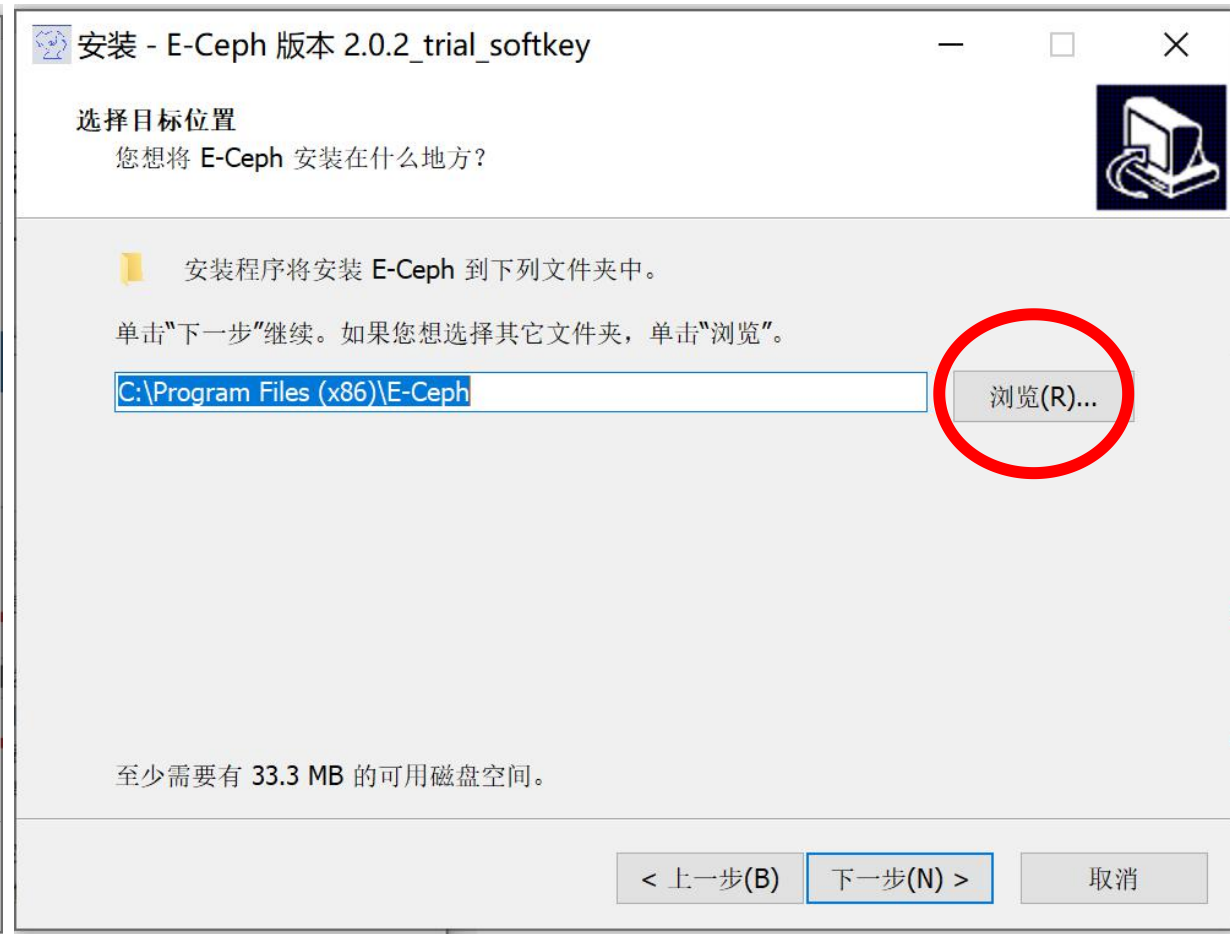 安装 - E-Ceph 版本 2.0.2_trial_softkey
选择目标位置
您想将 E-Ceph 安装在什么地方？
安装程序将安装 E-Ceph 到下列文件夹中。
单击“下一步”继续。如果您想选择其它文件夹，单击“浏览”。
C:\Program Files (x86)\E-Ceph
浏览(R)...
至少需要有 33.3 MB 的可用磁盘空间。
< 上一步(B)
下一步(N) >
取消